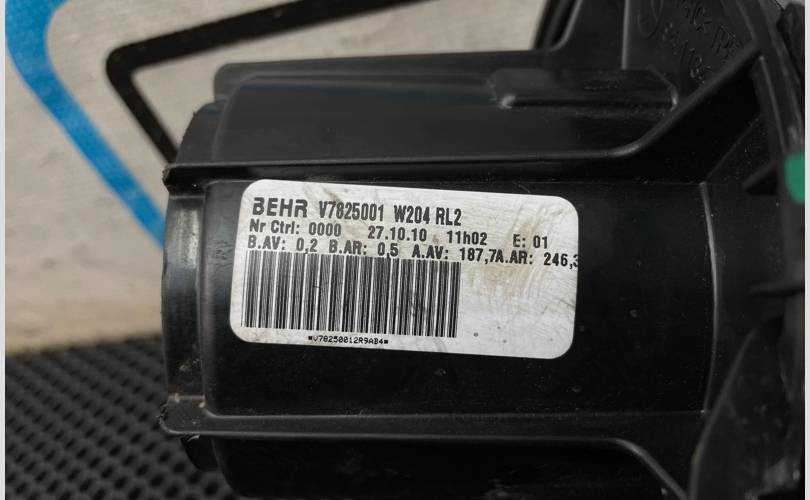 BEHR V7825001 W204 RL2
Nr Ctrl: 0000 27.10.10 11h02 E: 01
B.AV: 0,2 B.AR: 0,5 A.AV: 187,7A.AR: 246,3
*V78250012R9AB4*